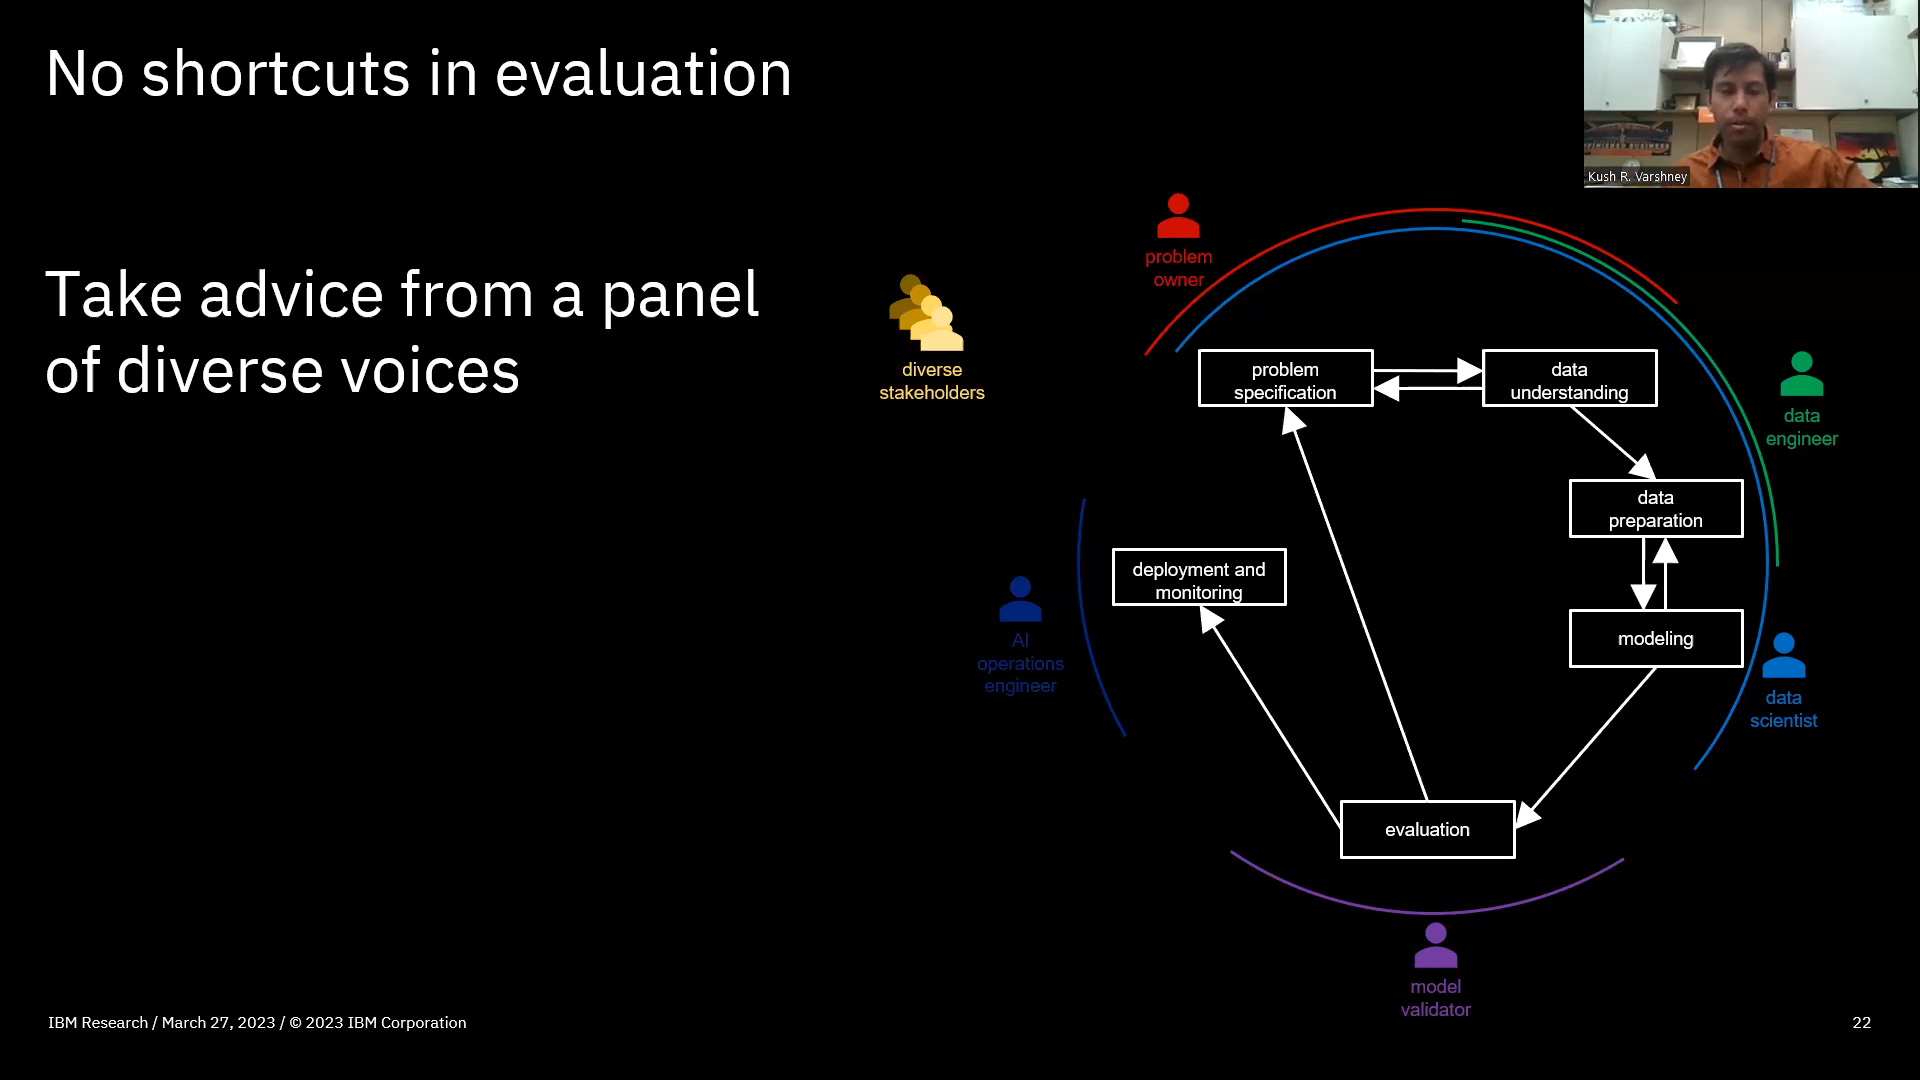 No shortcuts in evaluation
Take advice from a panel
of diverse voices
Kush R. Varshney
FINISHED BUSINESS
problem
owner
diverse
stakeholders
problem
specification
data
understanding
data
engineer
data
preparation
deployment and
monitoring
modeling
AI
operations
engineer
data
scientist
evaluation
model
validator
IBM Research / March 27, 2023 / © 2023 IBM Corporation
22